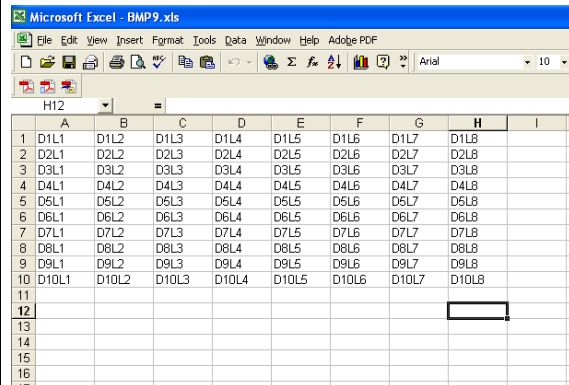 Microsoft Excel - BMP9.xls
File Edit View Insert Format Tools Data Window Help Adobe PDF
Arial 10
H12 =
A B C D E F G H I
1 D1L1 D1L2 D1L3 D1L4 D1L5 D1L6 D1L7 D1L8
2 D2L1 D2L2 D2L3 D2L4 D2L5 D2L6 D2L7 D2L8
3 D3L1 D3L2 D3L3 D3L4 D3L5 D3L6 D3L7 D3L8
4 D4L1 D4L2 D4L3 D4L4 D4L5 D4L6 D4L7 D4L8
5 D5L1 D5L2 D5L3 D5L4 D5L5 D5L6 D5L7 D5L8
6 D6L1 D6L2 D6L3 D6L4 D6L5 D6L6 D6L7 D6L8
7 D7L1 D7L2 D7L3 D7L4 D7L5 D7L6 D7L7 D7L8
8 D8L1 D8L2 D8L3 D8L4 D8L5 D8L6 D8L7 D8L8
9 D9L1 D9L2 D9L3 D9L4 D9L5 D9L6 D9L7 D9L8
10 D10L1 D10L2 D10L3 D10L4 D10L5 D10L6 D10L7 D10L8
11
12
13
14
15
16